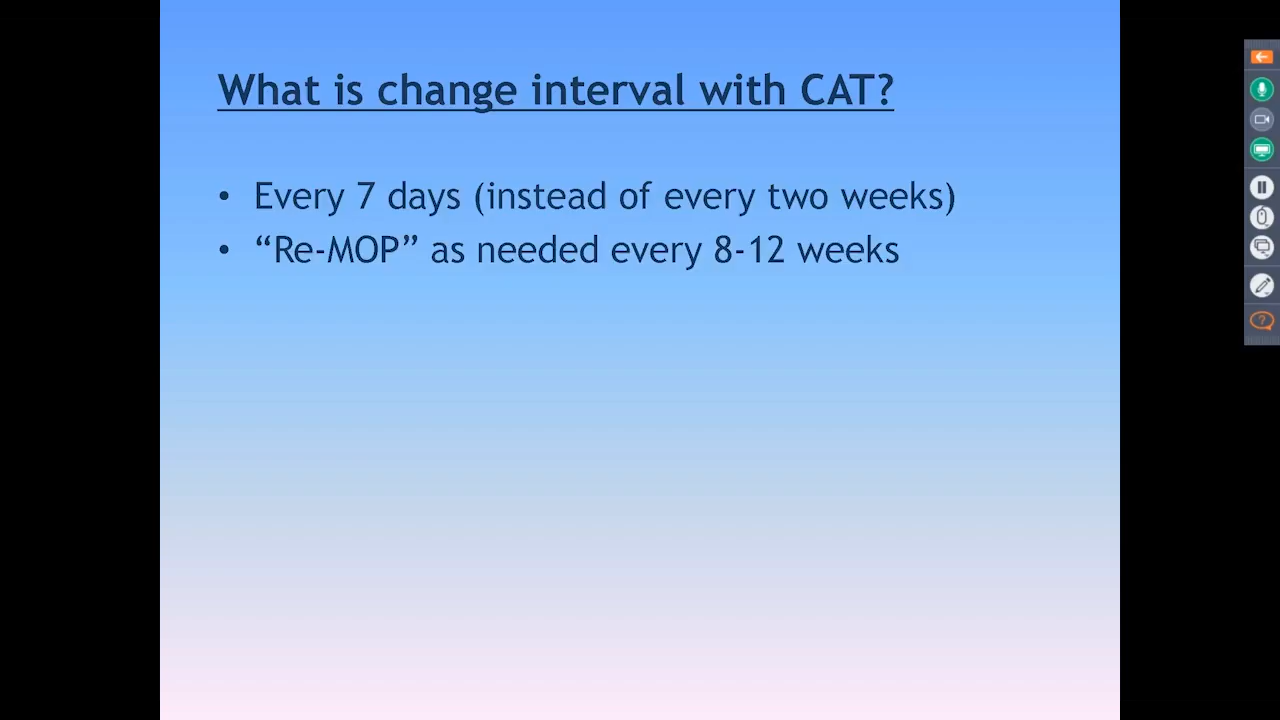 What is change interval with CAT?
• Every 7 days (instead of every two weeks)
• “Re-MOP” as needed every 8-12 weeks
?